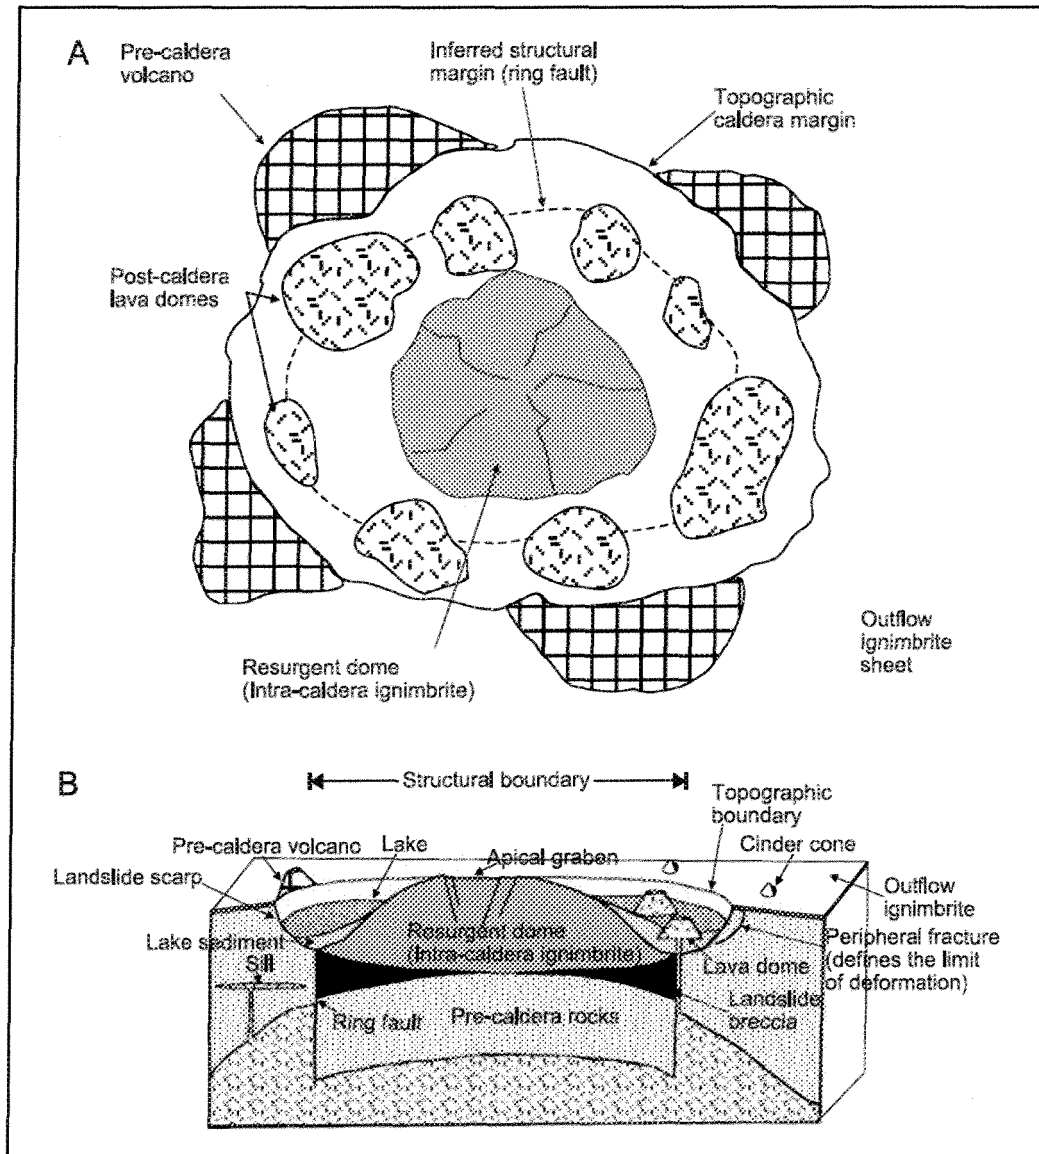 A
Pre-caldera
volcano
Inferred structural
margin (ring fault)
Topographic
caldera margin
Post-caldera
lava domes
Resurgent dome
(Intra-caldera ignimbrite)
Outflow
ignimbrite
sheet
B
Structural boundary
Topographic
boundary
Pre-caldera volcano
Lake
Apical graben
Cinder cone
Landslide scarp
Outflow
ignimbrite
Lake sediment
Sill
Resurgent dome
(Intra-caldera ignimbrite)
Lava dome
Peripheral fracture
(defines the limit
of deformation)
Ring fault
Pre-caldera rocks
Landslide
breccia